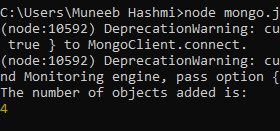 C:\Users\Muneeb Hashmi>node mongo.j
(node:10592) DeprecationWarning: cu
 true } to MongoClient.connect.
(node:10592) DeprecationWarning: cu
nd Monitoring engine, pass option {
The number of objects added is:
4